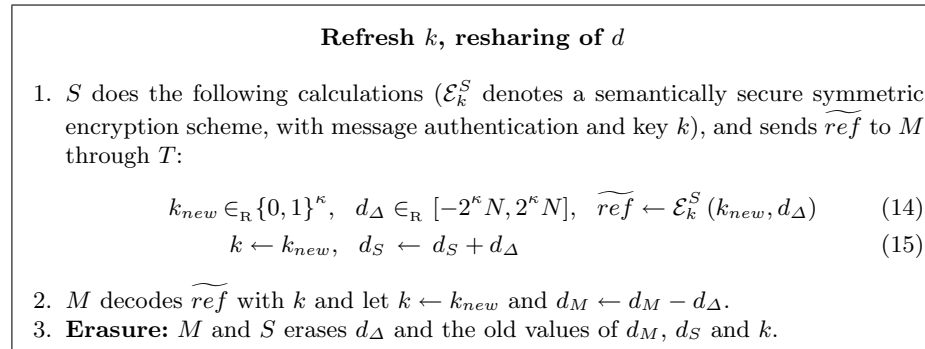 Refresh k, resharing of d
1. S does the following calculations (ℰ_k^S denotes a semantically secure symmetric
encryption scheme, with message authentication and key k), and sends \widetilde{ref} to M
through T:
k_{new} ∈_R {0, 1}^κ, d_Δ ∈_R [−2^κ N, 2^κ N], \widetilde{ref} ← ℰ_k^S (k_{new}, d_Δ) (14)
k ← k_{new}, d_S ← d_S + d_Δ (15)
2. M decodes \widetilde{ref} with k and let k ← k_{new} and d_M ← d_M − d_Δ.
3. Erasure: M and S erases d_Δ and the old values of d_M, d_S and k.